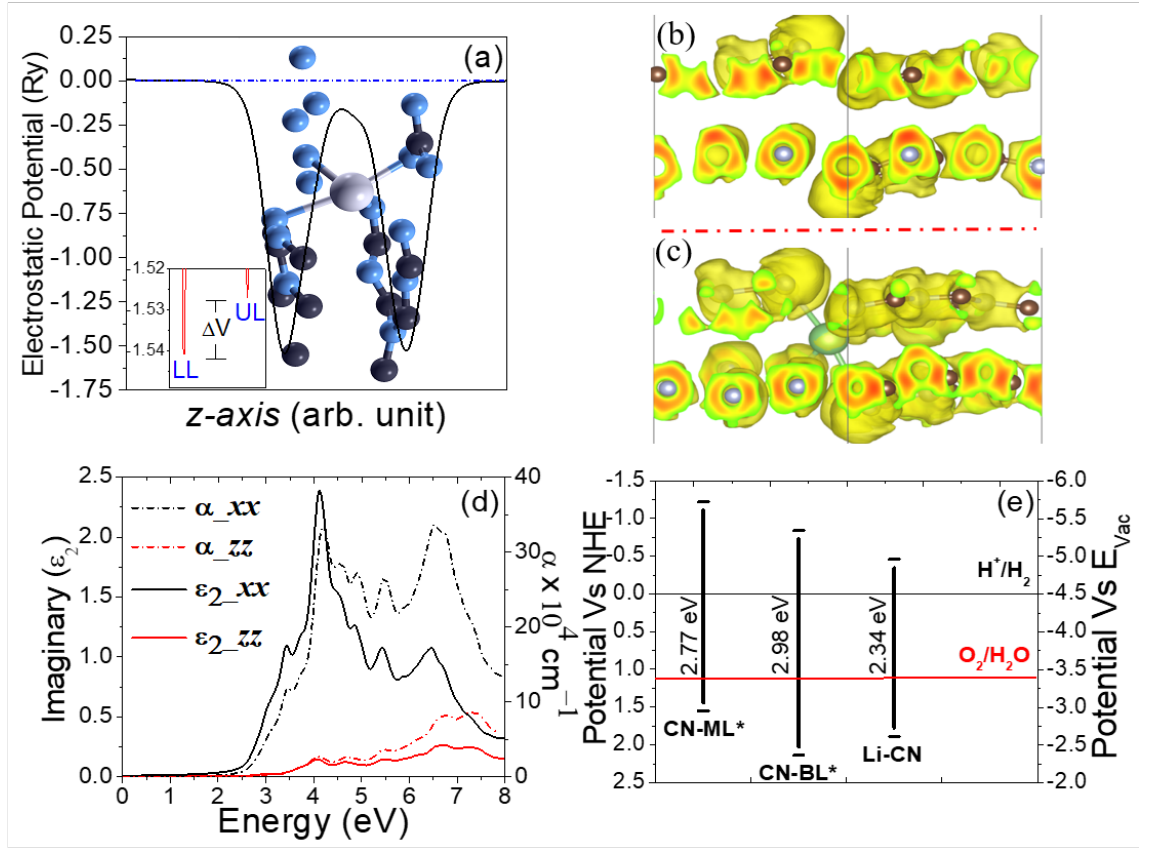 (a)
Electrostatic Potential (Ry)
0.25
0.00
-0.25
-0.50
-0.75
-1.00
-1.25
-1.50
-1.75
1.52
1.53
1.54
ΔV
UL
LL
z-axis (arb. unit)
(b)
(c)
(d)
Imaginary (ε2)
2.5
2.0
1.5
1.0
0.5
0.0
α_xx
α_zz
ε2_xx
ε2_zz
40
30
20
10
0
α x 10^4 cm^-1
0 1 2 3 4 5 6 7 8
Energy (eV)
(e)
Potential Vs NHE
-1.5
-1.0
-0.5
0.0
0.5
1.0
1.5
2.0
2.5
2.77 eV
2.98 eV
2.34 eV
H+/H2
O2/H2O
CN-ML*
CN-BL*
Li-CN
-6.0
-5.5
-5.0
-4.5
-4.0
-3.5
-3.0
-2.5
-2.0
Potential Vs EVac